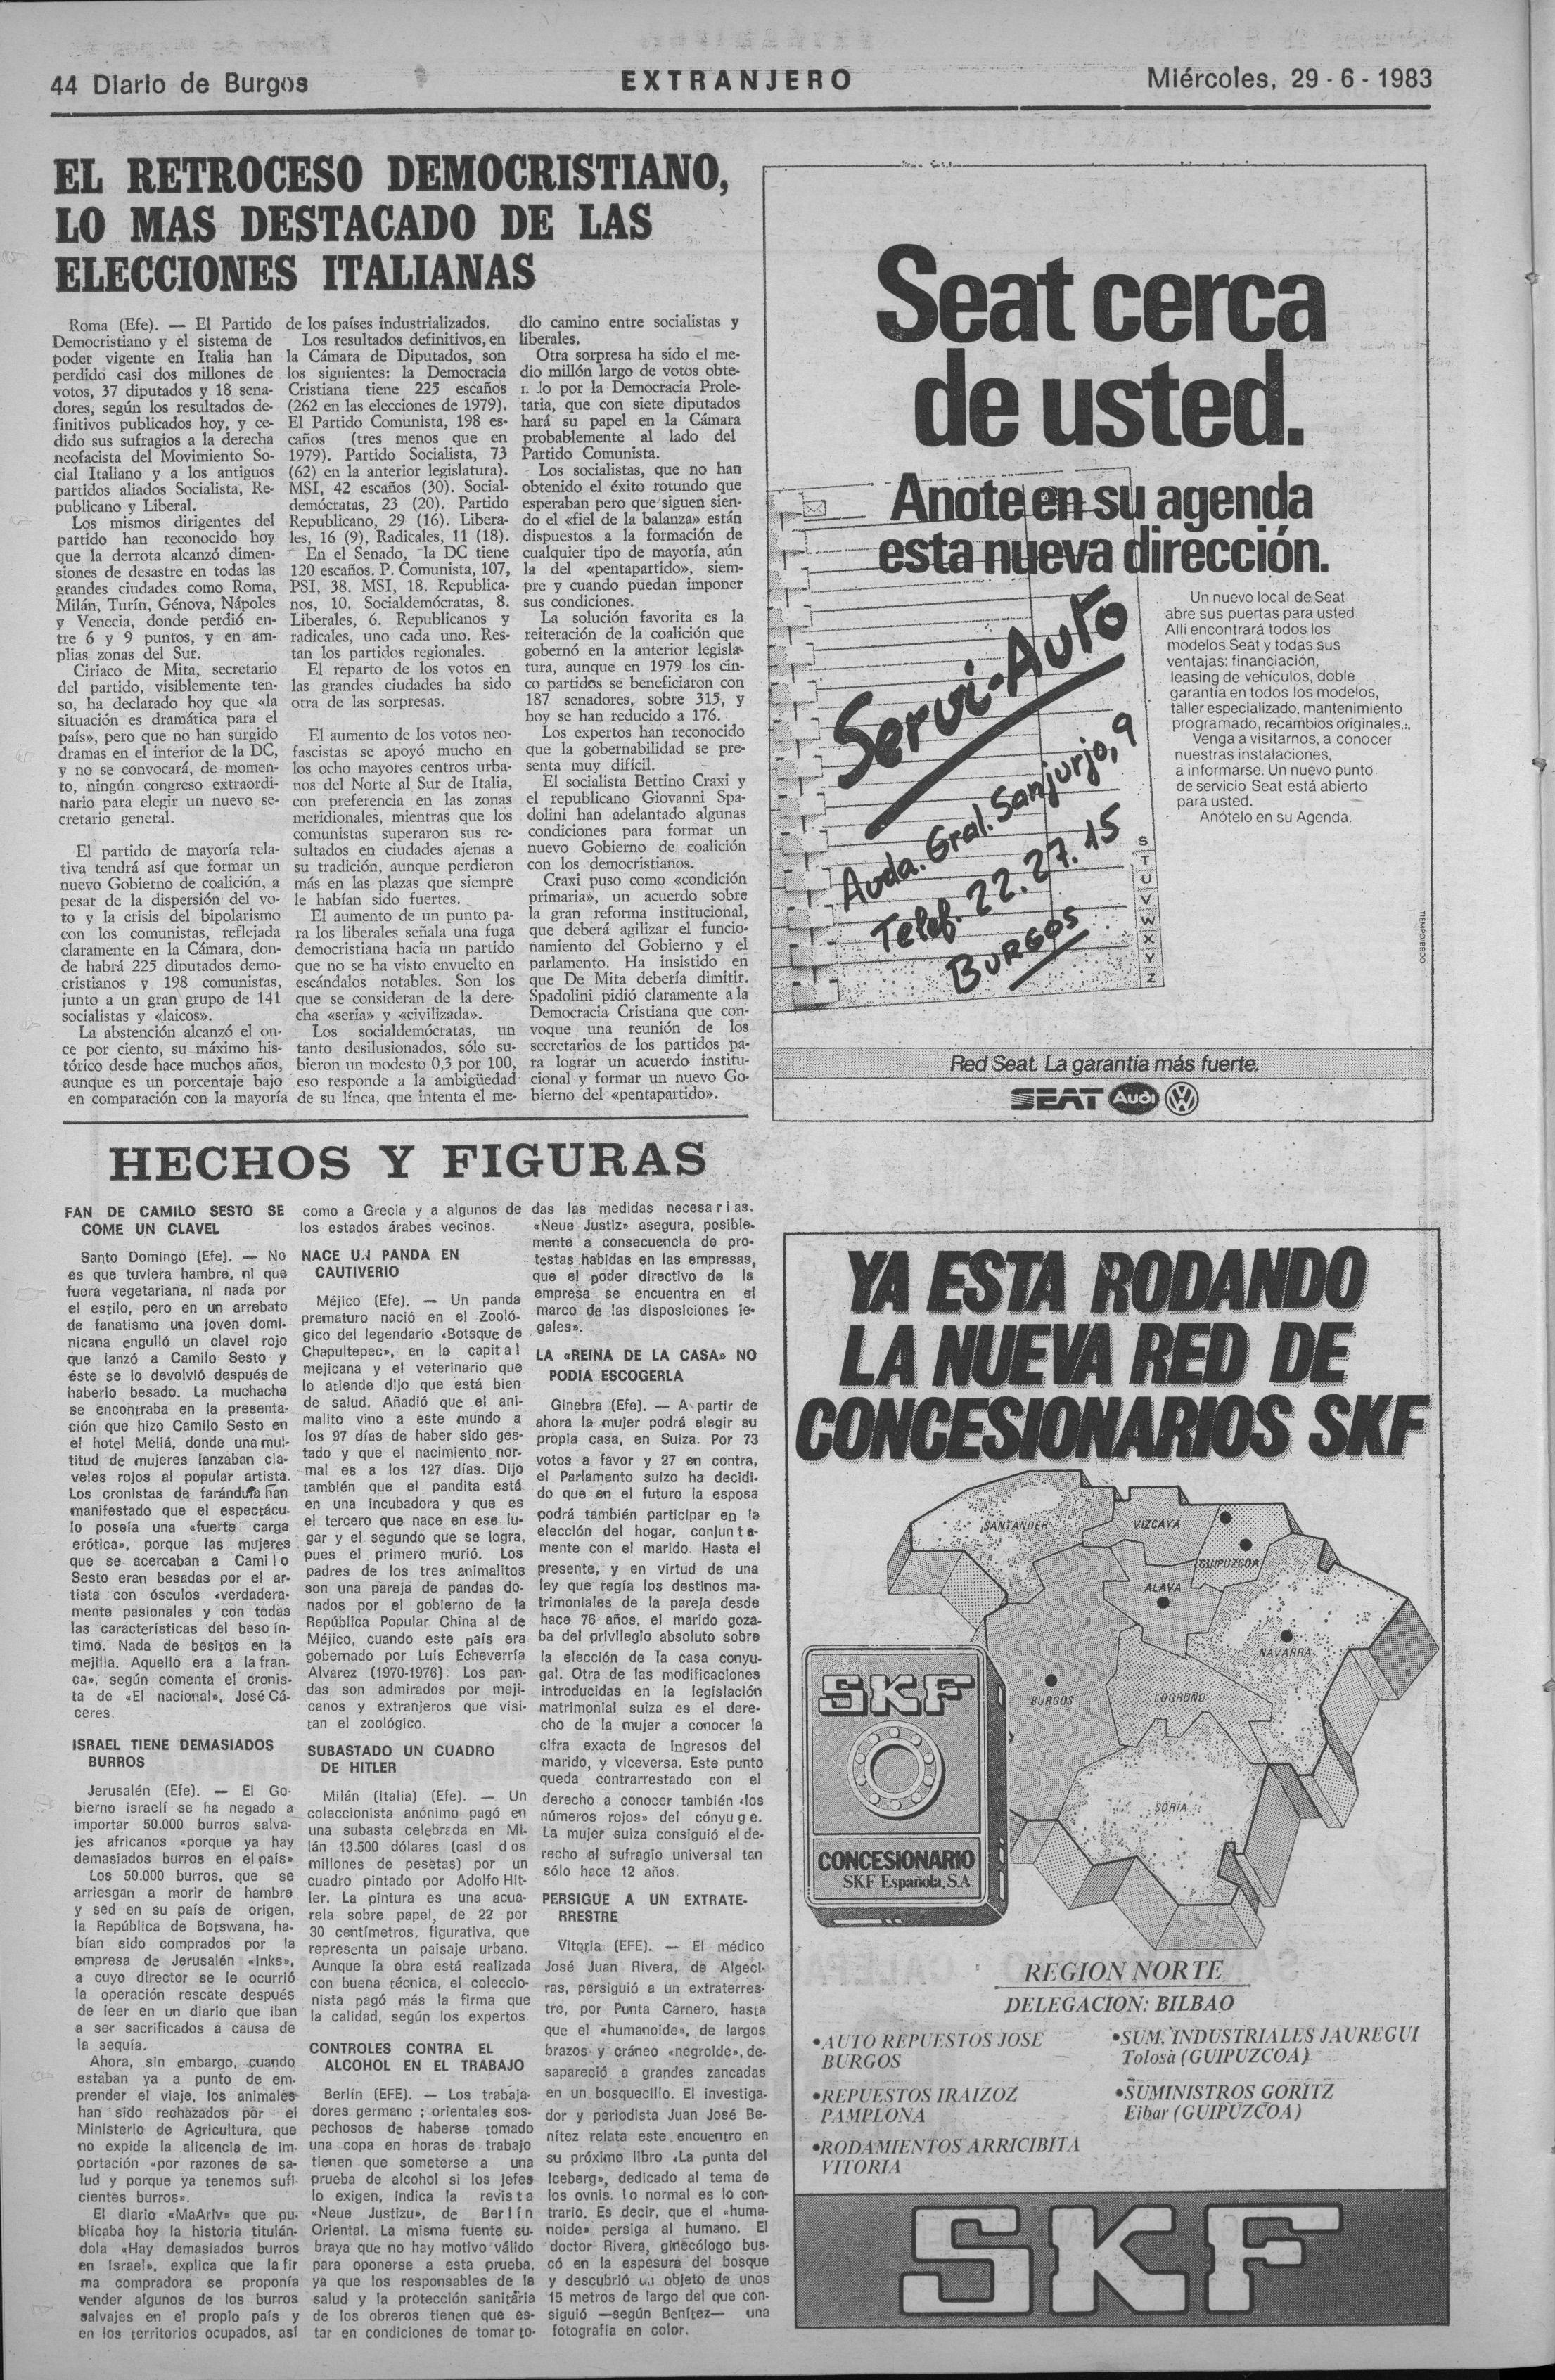 44 Diario de Burgos
EXTRANJERO
Miércoles, 29 - 6 - 1983
EL RETROCESO DEMOCRISTIANO,
LO MAS DESTACADO DE LAS
ELECCIONES ITALIANAS
Roma (Efe). — El Partido
Democristiano y el sistema de
poder vigente en Italia han
perdido casi dos millones de
votos, 37 diputados y 18 sena-
dores, según los resultados de-
finitivos publicados hoy, y ce-
dido sus sufragios a la derecha
neofacista del Movimiento So-
cial Italiano y a los antiguos
partidos aliados Socialista, Re-
publicano y Liberal.
Los mismos dirigentes del
partido han reconocido hoy
que la derrota alcanzó dimen-
siones de desastre en todas las
grandes ciudades como Roma,
Milán, Turín, Génova, Nápoles
y Venecia, donde perdió en-
tre 6 y 9 puntos, y en am-
plias zonas del Sur.
Ciriaco de Mita, secretario
del partido, visiblemente ten-
so, ha declarado hoy que «la
situación es dramática para el
país», pero que no han surgido
dramas en el interior de la DC,
y no se convocará, de momen-
to, ningún congreso extraordi-
nario para elegir un nuevo se-
cretario general.
El partido de mayoría rela-
tiva tendrá así que formar un
nuevo Gobierno de coalición, a
pesar de la dispersión del vo-
to y la crisis del bipolarismo
con los comunistas, reflejada
claramente en la Cámara, don-
de habrá 225 diputados demo-
cristianos y 198 comunistas,
junto a un gran grupo de 141
socialistas y «laicos».
La abstención alcanzó el on-
ce por ciento, su máximo his-
tórico desde hace muchos años,
aunque es un porcentaje bajo
en comparación con la mayoría
de los países industrializados.
Los resultados definitivos, en
la Cámara de Diputados, son
los siguientes: la Democracia
Cristiana tiene 225 escaños
(262 en las elecciones de 1979).
El Partido Comunista, 198 es-
caños (tres menos que en
1979). Partido Socialista, 73
(62) en la anterior legislatura).
MSI, 42 escaños (30). Social-
demócratas, 23 (20). Partido
Republicano, 29 (16). Libera-
les, 16 (9), Radicales, 11 (18).
En el Senado, la DC tiene
120 escaños. P. Comunista, 107,
PSI, 38. MSI, 18. Republica-
nos, 10. Socialdemócratas, 8.
Liberales, 6. Republicanos y
radicales, uno cada uno. Res-
tan los partidos regionales.
El reparto de los votos en
las grandes ciudades ha sido
otra de las sorpresas.
El aumento de los votos neo-
fascistas se apoyó mucho en
los ocho mayores centros urba-
nos del Norte al Sur de Italia,
con preferencia en las zonas
meridionales, mientras que los
comunistas superaron sus re-
sultados en ciudades ajenas a
su tradición, aunque perdieron
más en las plazas que siempre
le habían sido fuertes.
El aumento de un punto pa-
ra los liberales señala una fuga
democristiana hacia un partido
que no se ha visto envuelto en
escándalos notables. Son los
que se consideran de la dere-
cha «seria» y «civilizada».
Los socialdemócratas, un
tanto desilusionados, sólo su-
bieron un modesto 0,3 por 100,
eso responde a la ambigüedad
de su línea, que intenta el me-
dio camino entre socialistas y
liberales.
Otra sorpresa ha sido el me-
dio millón largo de votos obte-
r. lo por la Democracia Prole-
taria, que con siete diputados
hará su papel en la Cámara
probablemente al lado del
Partido Comunista.
Los socialistas, que no han
obtenido el éxito rotundo que
esperaban pero que siguen sien-
do el «fiel de la balanza» están
dispuestos a la formación de
cualquier tipo de mayoría, aún
la del «pentapartido», siem-
pre y cuando puedan imponer
sus condiciones.
La solución favorita es la
reiteración de la coalición que
gobernó en la anterior legisla-
tura, aunque en 1979 los cin-
co partidos se beneficiaron con
187 senadores, sobre 315, y
hoy se han reducido a 176.
Los expertos han reconocido
que la gobernabilidad se pre-
senta muy difícil.
El socialista Bettino Craxi y
el republicano Giovanni Spa-
dolini han adelantado algunas
condiciones para formar un
nuevo Gobierno de coalición
con los democristianos.
Craxi puso como «condición
primaria», un acuerdo sobre
la gran reforma institucional,
que deberá agilizar el funcio-
namiento del Gobierno y el
parlamento. Ha insistido en
que De Mita debería dimitir.
Spadolini pidió claramente a la
Democracia Cristiana que con-
voque una reunión de los
secretarios de los partidos pa-
ra lograr un acuerdo institu-
cional y formar un nuevo Go-
bierno del «pentapartido».
Seat cerca
de usted.
Anote en su agenda
esta nueva dirección.
Servi-Auto
Avda. Gral. Sanjurjo, 9
Telef. 22.27.15
BURGOS
S
T
U
V
W
X
Y
Z
Un nuevo local de Seat
abre sus puertas para usted.
Allí encontrará todos los
modelos Seat y todas sus
ventajas: financiación,
leasing de vehículos, doble
garantía en todos los modelos,
taller especializado, mantenimiento
programado, recambios originales...
Venga a visitarnos, a conocer
nuestras instalaciones,
a informarse. Un nuevo punto
de servicio Seat está abierto
para usted.
Anótelo en su Agenda.
TIEMPO/BBDO
Red Seat. La garantía más fuerte.
SEAT Audi VW
HECHOS Y FIGURAS
FAN DE CAMILO SESTO SE
COME UN CLAVEL
Santo Domingo (Efe). — No
es que tuviera hambre, ni que
fuera vegetariana, ni nada por
el estilo, pero en un arrebato
de fanatismo una joven domi-
nicana engulló un clavel rojo
que lanzó a Camilo Sesto y
éste se lo devolvió después de
haberlo besado. La muchacha
se encontraba en la presenta-
ción que hizo Camilo Sesto en
el hotel Meliá, donde una mul-
titud de mujeres lanzaban cla-
veles rojos al popular artista.
Los cronistas de farándula han
manifestado que el espectácu-
lo poseía una «fuerte carga
erótica», porque las mujeres
que se acercaban a Camilo
Sesto eran besadas por el ar-
tista con ósculos «verdadera-
mente pasionales y con todas
las características del beso ín-
timo. Nada de besitos en la
mejilla. Aquello era a la fran-
ca», según comenta el cronis-
ta de «El nacional», José Cá-
ceres
ISRAEL TIENE DEMASIADOS
BURROS
Jerusalén (Efe). — El Go-
bierno israelí se ha negado a
importar 50.000 burros salva-
jes africanos «porque ya hay
demasiados burros en el país»
Los 50.000 burros, que se
arriesgan a morir de hambre
y sed en su país de origen,
la República de Botswana, ha-
bían sido comprados por la
empresa de Jerusalén «Inks»,
a cuyo director se le ocurrió
la operación rescate después
de leer en un diario que iban
a ser sacrificados a causa de
la sequía.
Ahora, sin embargo, cuando
estaban ya a punto de em-
prender el viaje, los animales
han sido rechazados por el
Ministerio de Agricultura, que
no expide la alicencia de im-
portación «por razones de sa-
lud y porque ya tenemos sufi-
cientes burros».
El diario «MaAriv» que pu-
blicaba hoy la historia titulán-
dola «Hay demasiados burros
en Israel», explica que la fir
ma compradora se proponía
vender algunos de los burros
salvajes en el propio país y
en los territorios ocupados, así
como a Grecia y a algunos de
los estados árabes vecinos.
NACE UN PANDA EN
CAUTIVERIO
Méjico (Efe). — Un panda
prematuro nació en el Zooló-
gico del legendario «Botsque de
Chapultepec», en la capital
mejicana y el veterinario que
lo atiende dijo que está bien
de salud. Añadió que el ani-
malito vino a este mundo a
los 97 días de haber sido ges-
tado y que el nacimiento nor-
mal es a los 127 días. Dijo
también que el pandita está
en una incubadora y que es
el tercero que nace en ese lu-
gar y el segundo que se logra,
pues el primero murió. Los
padres de los tres animalitos
son una pareja de pandas do-
nados por el gobierno de la
República Popular China al de
Méjico, cuando este país era
gobernado por Luis Echeverría
Alvarez (1970-1976). Los pan-
das son admirados por meji-
canos y extranjeros que visi-
tan el zoológico.
SUBASTADO UN CUADRO
DE HITLER
Milán (Italia) (Efe). — Un
coleccionista anónimo pagó en
una subasta celebrada en Mi-
lán 13.500 dólares (casi dos
millones de pesetas) por un
cuadro pintado por Adolfo Hit-
ler. La pintura es una acua-
rela sobre papel, de 22 por
30 centímetros, figurativa, que
representa un paisaje urbano.
Aunque la obra está realizada
con buena técnica, el coleccio-
nista pagó más la firma que
la calidad, según los expertos
CONTROLES CONTRA EL
ALCOHOL EN EL TRABAJO
Berlín (EFE). — Los trabaja-
dores germano ; orientales sos-
pechosos de haberse tomado
una copa en horas de trabajo
tienen que someterse a una
prueba de alcohol si los jefes
lo exigen, indica la revista
«Neue Justizu», de Berlín
Oriental. La misma fuente su-
braya que no hay motivo válido
para oponerse a esta prueba,
ya que los responsables de la
salud y la protección sanitaria
de los obreros tienen que es-
tar en condiciones de tomar to-
das las medidas necesarias.
«Neue Justiz» asegura, posible-
mente a consecuencia de pro-
testas habidas en las empresas,
que el poder directivo de la
empresa se encuentra en el
marco de las disposiciones le-
gales».
LA «REINA DE LA CASA» NO
PODIA ESCOGERLA
Ginebra (Efe). — A partir de
ahora la mujer podrá elegir su
propia casa, en Suiza. Por 73
votos a favor y 27 en contra,
el Parlamento suizo ha decidi-
do que en el futuro la esposa
podrá también participar en la
elección del hogar, conjunta-
mente con el marido. Hasta el
presente, y en virtud de una
ley que regía los destinos ma-
trimoniales de la pareja desde
hace 76 años, el marido goza-
ba del privilegio absoluto sobre
la elección de la casa conyu-
gal. Otra de las modificaciones
introducidas en la legislación
matrimonial suiza es el dere-
cho de la mujer a conocer la
cifra exacta de ingresos del
marido, y viceversa. Este punto
queda contrarrestado con el
derecho a conocer también «los
números rojos» del cónyuge.
La mujer suiza consiguió el de-
recho al sufragio universal tan
sólo hace 12 años.
PERSIGUE A UN EXTRATE-
RRESTRE
Vitoria (EFE). — El médico
José Juan Rivera, de Algeci-
ras, persiguió a un extraterres-
tre, por Punta Carnero, hasta
que el «humanoide», de largos
brazos y cráneo «negroide», de-
sapareció a grandes zancadas
en un bosquecillo. El investiga-
dor y periodista Juan José Be-
nítez relata este encuentro en
su próximo libro «La punta del
Iceberg», dedicado al tema de
los ovnis. Lo normal es lo con-
trario. Es decir, que el «huma-
noide» persiga al humano. El
doctor Rivera, ginecólogo bus-
có en la espesura del bosque
y descubrió un objeto de unos
15 metros de largo del que con-
siguió —según Benítez— una
fotografía en color.
YA ESTA RODANDO
LA NUEVA RED DE
CONCESIONARIOS SKF
SANTANDER
VIZCAYA
GUIPUZCOA
ALAVA
NAVARRA
BURGOS
LOGROÑO
SORIA
SKF
CONCESIONARIO
SKF Española, S.A.
REGION NORTE
DELEGACION: BILBAO
•AUTO REPUESTOS JOSE
BURGOS
•REPUESTOS IRAIZOZ
PAMPLONA
•RODAMIENTOS ARRICIBITA
VITORIA
•SUM. INDUSTRIALES JAUREGUI
Tolosa (GUIPUZCOA)
•SUMINISTROS GORITZ
Eibar (GUIPUZCOA)
SKF